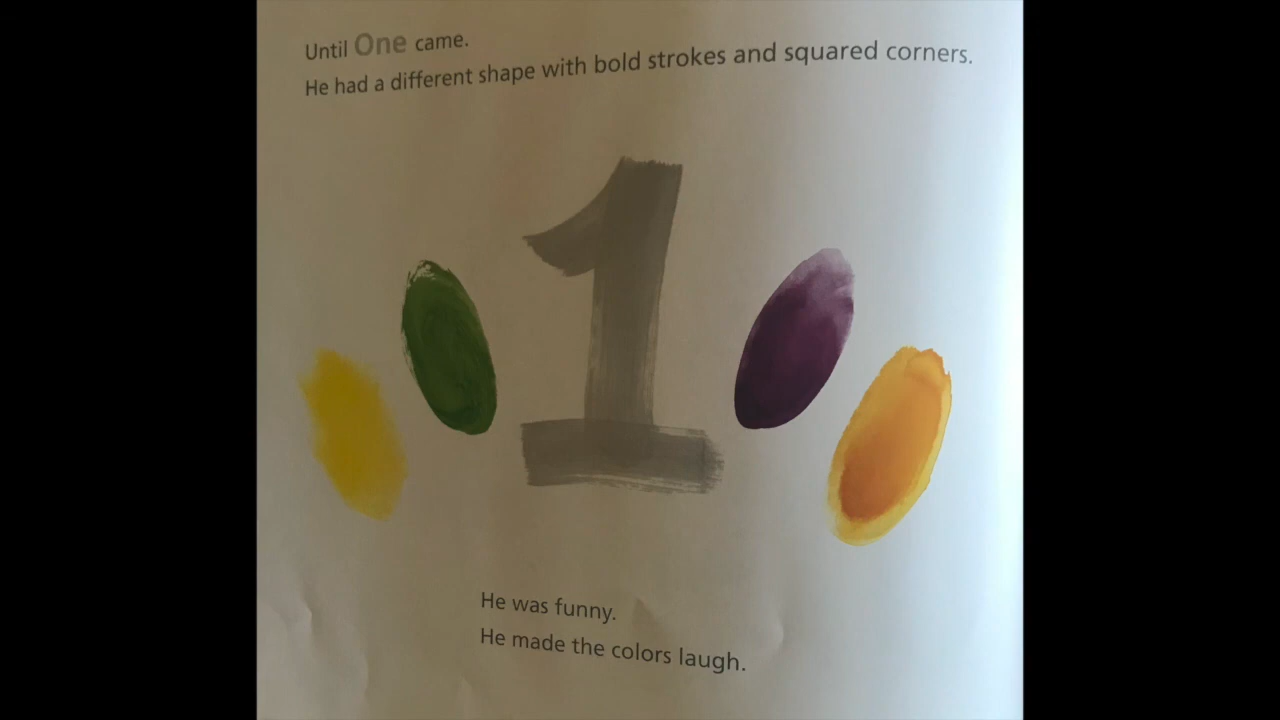 Until One came.
He had a different shape with bold strokes and squared corners.
1
He was funny.
He made the colors laugh.